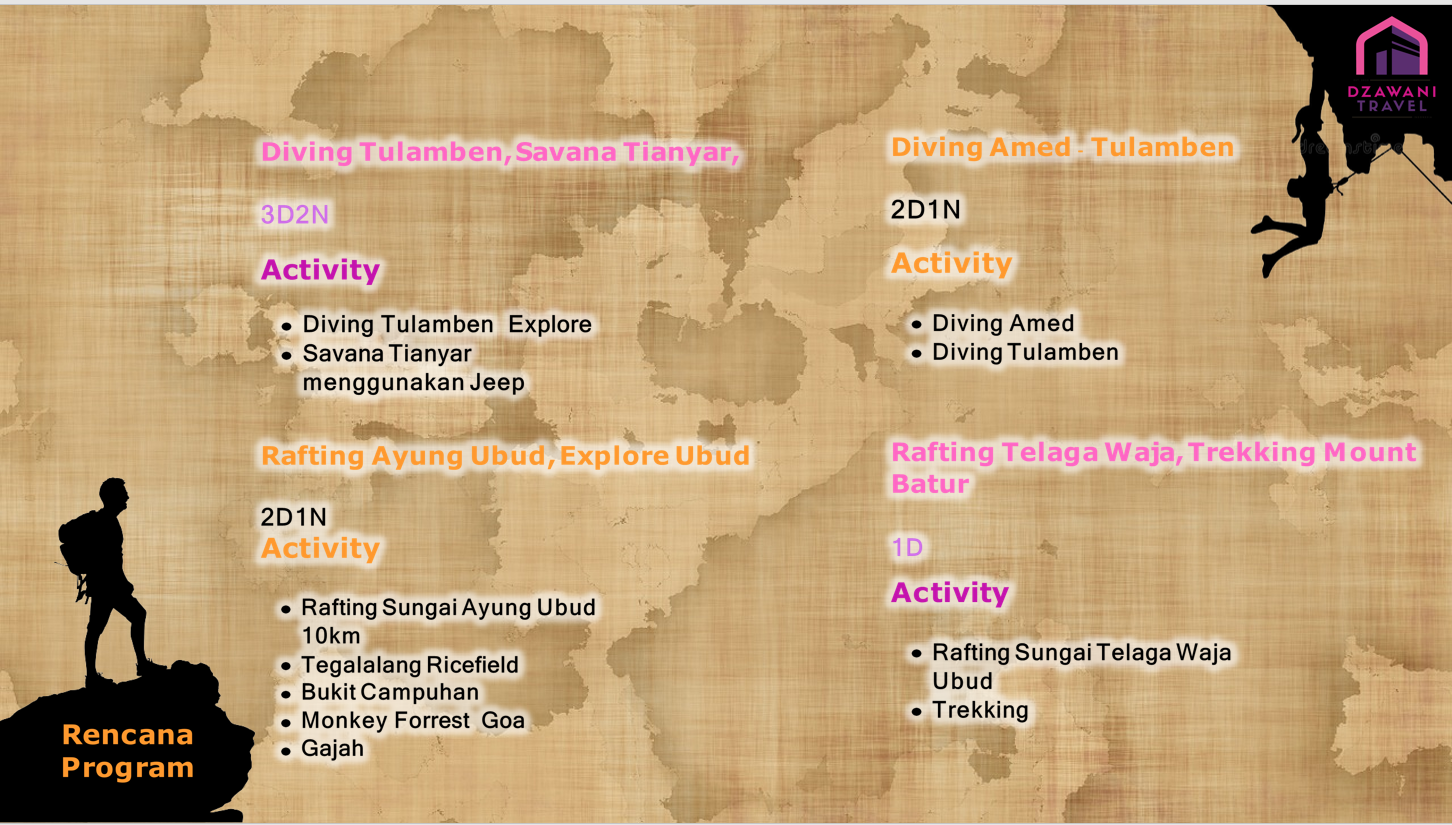 DZAWANI
TRAVEL
Diving Tulamben, Savana Tianyar,
3D2N
Activity
• Diving Tulamben Explore
• Savana Tianyar
menggunakan Jeep
Rafting Ayung Ubud, Explore Ubud
2D1N
Activity
• Rafting Sungai Ayung Ubud
10km
• Tegalalang Ricefield
• Bukit Campuhan
• Monkey Forrest Goa
• Gajah
Diving Amed - Tulamben
2D1N
Activity
• Diving Amed
• Diving Tulamben
Rafting Telaga Waja, Trekking Mount
Batur
1D
Activity
• Rafting Sungai Telaga Waja
Ubud
• Trekking
Rencana
Program